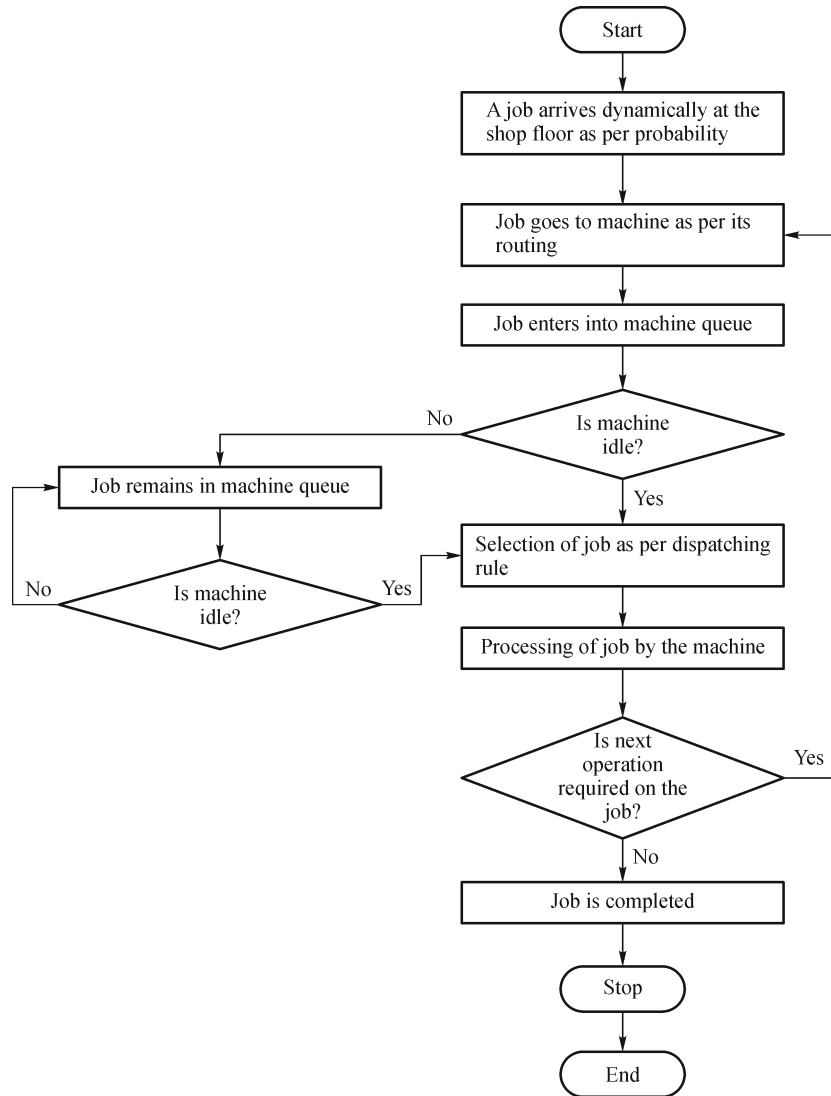 Start
A job arrives dynamically at the
shop floor as per probability
Job goes to machine as per its
routing
Job enters into machine queue
No
Is machine
idle?
Job remains in machine queue
Yes
Selection of job as per dispatching
rule
No
Is machine
idle?
Yes
Processing of job by the machine
Is next
operation
required on the
job?
Yes
No
Job is completed
Stop
End